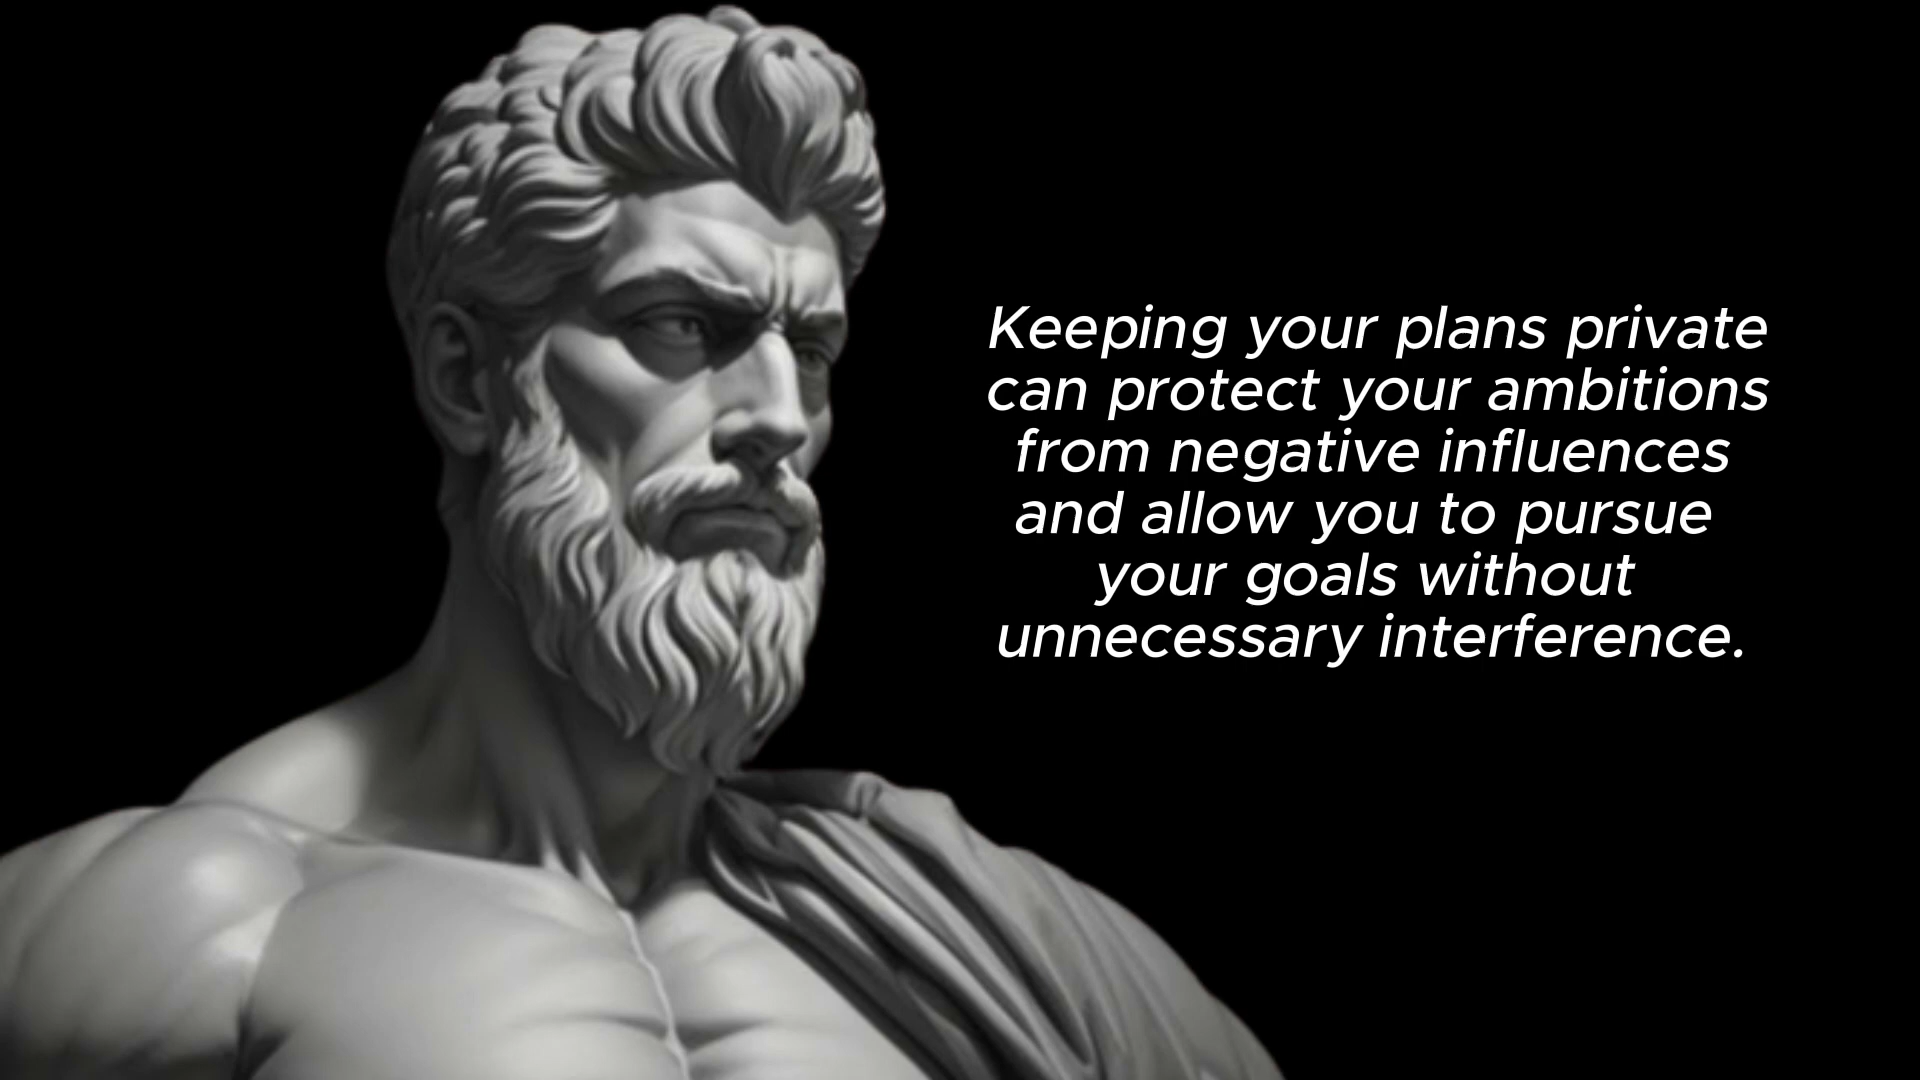 Keeping your plans private
can protect your ambitions
from negative influences
and allow you to pursue
your goals without
unnecessary interference.